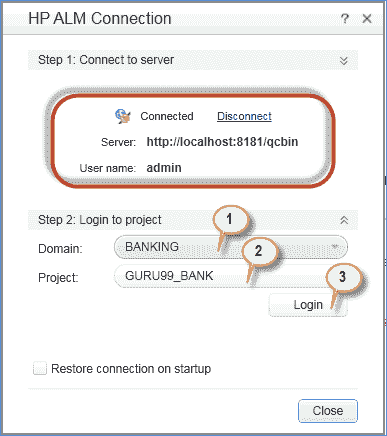 HP ALM Connection
Step 1: Connect to server
Connected Disconnect
Server: http://localhost:8181/qcbin
User name: admin
Step 2: Login to project
1
Domain: BANKING
2
Project: GURU99_BANK
3
Login
Restore connection on startup
Close